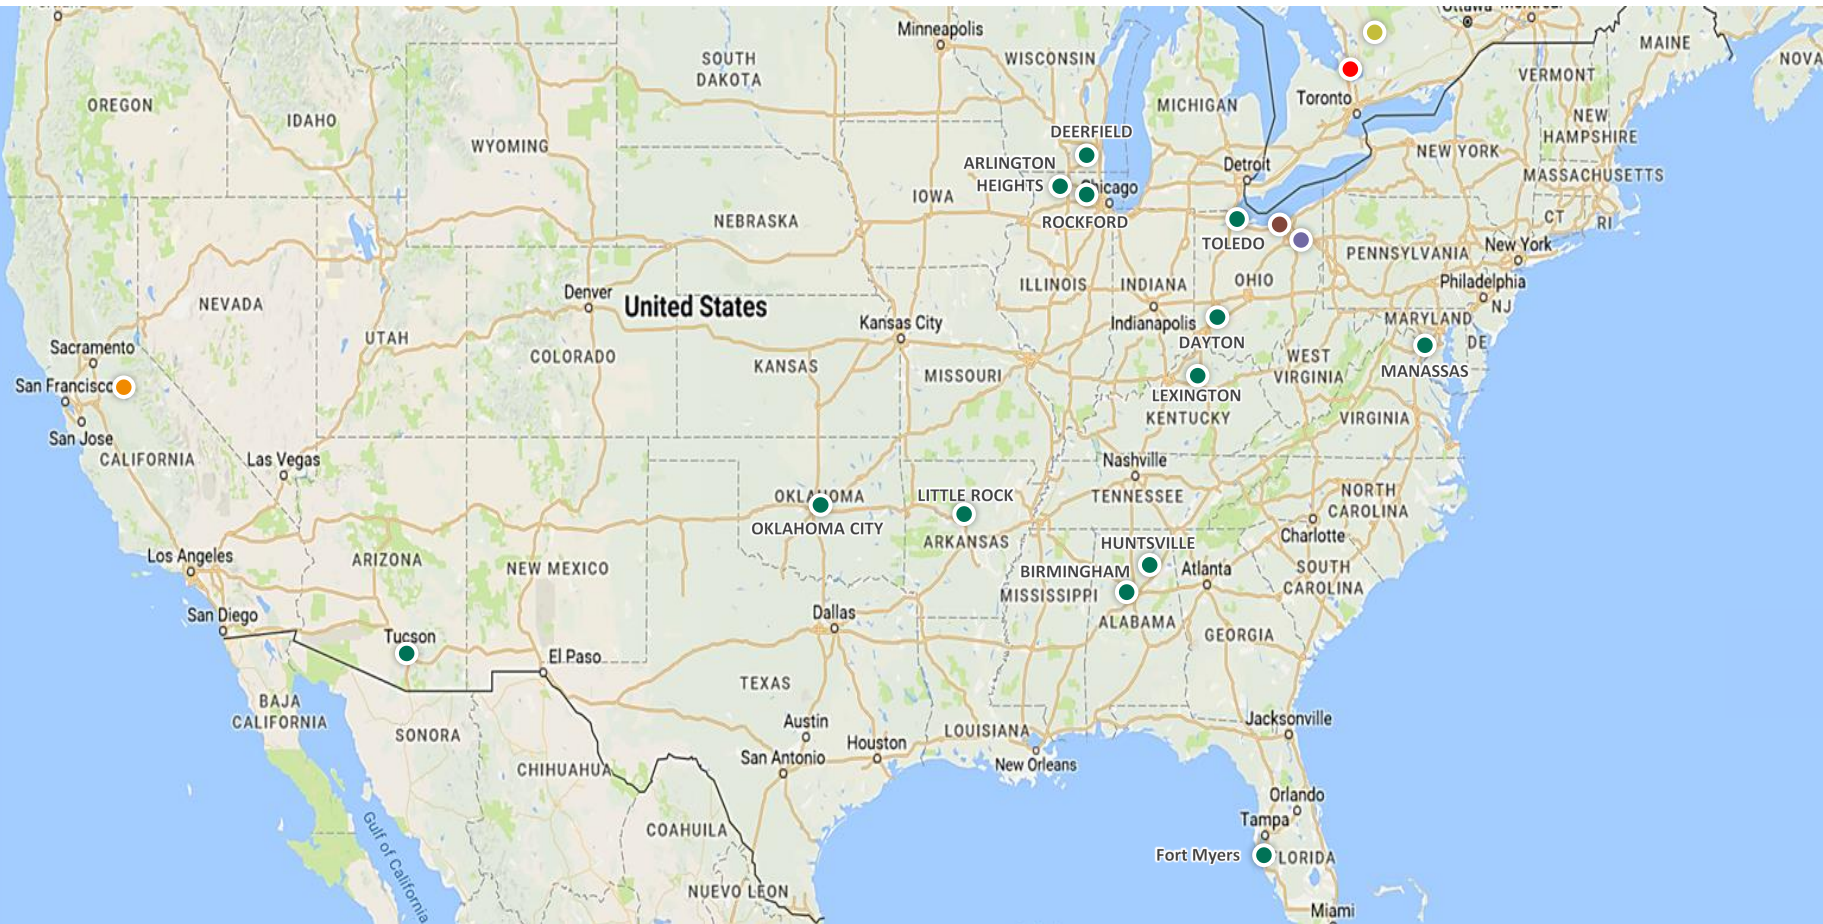 Portland
Ottawa
Montreal
Minneapolis
MAINE
NOVA
SOUTH
DAKOTA
WISCONSIN
VERMONT
OREGON
IDAHO
MICHIGAN
Toronto
NEW
HAMPSHIRE
WYOMING
DEERFIELD
NEW YORK
ARLINGTON
HEIGHTS
Detroit
MASSACHUSETTS
Chicago
IOWA
NEBRASKA
ROCKFORD
CT
RI
TOLEDO
PENNSYLVANIA
New York
ILLINOIS
INDIANA
OHIO
Philadelphia
Denver
United States
NEVADA
NJ
Kansas City
Indianapolis
MARYLAND
UTAH
DAYTON
DE
Sacramento
COLORADO
KANSAS
MISSOURI
WEST
VIRGINIA
MANASSAS
San Francisco
LEXINGTON
KENTUCKY
VIRGINIA
San Jose
CALIFORNIA
Las Vegas
Nashville
OKLAHOMA
LITTLE ROCK
TENNESSEE
NORTH
CAROLINA
OKLAHOMA CITY
ARKANSAS
HUNTSVILLE
Charlotte
Los Angeles
ARIZONA
NEW MEXICO
BIRMINGHAM
Atlanta
SOUTH
CAROLINA
MISSISSIPPI
San Diego
Dallas
ALABAMA
GEORGIA
Tucson
El Paso
TEXAS
BAJA
CALIFORNIA
SONORA
Austin
LOUISIANA
Jacksonville
Houston
San Antonio
New Orleans
CHIHUAHUA
Orlando
Tampa
Gulf of California
COAHUILA
Fort Myers
FLORIDA
NUEVO LEON
Miami